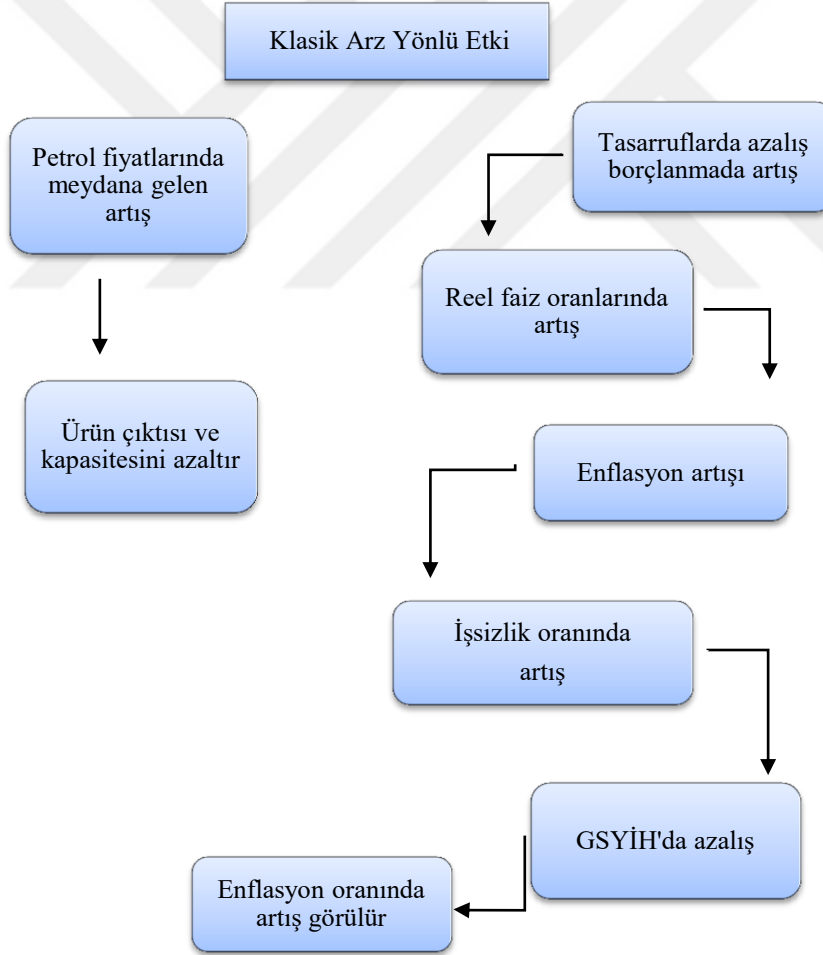 Klasik Arz Yönlü Etki
Petrol fiyatlarında
meydana gelen
artış
Ürün çıktısı ve
kapasitesini azaltır
Tasarruflarda azalış
borçlanmada artış
Reel faiz oranlarında
artış
Enflasyon artışı
İşsizlik oranında
artış
GSYİH'da azalış
Enflasyon oranında
artış görülür